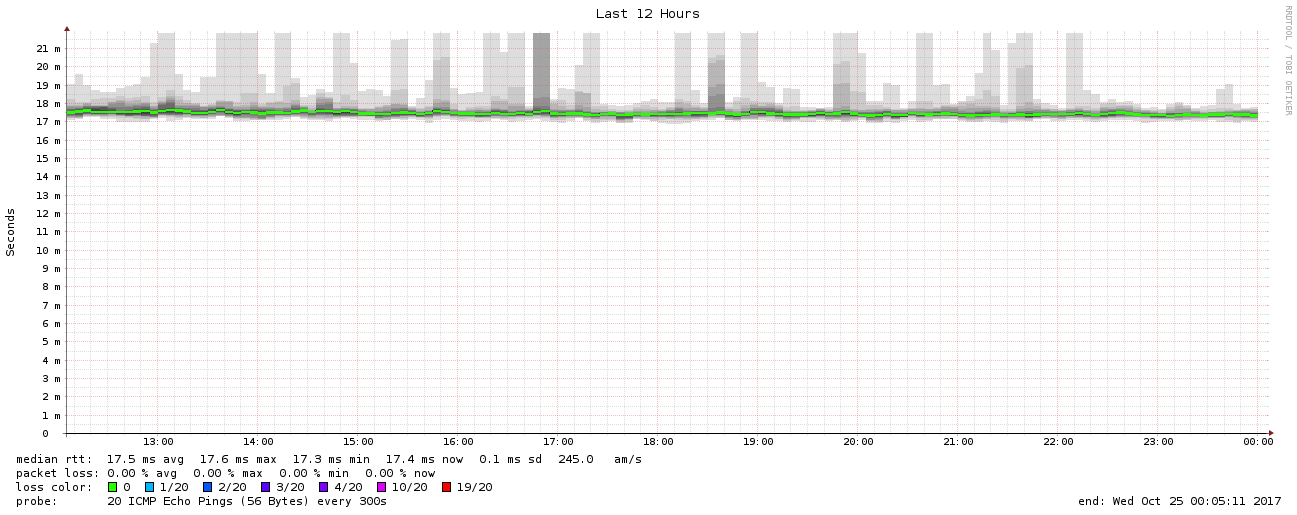 Last 12 Hours
RRDTOOL / TOBI OETIKER
Seconds
21 m
20 m
19 m
18 m
17 m
16 m
15 m
14 m
13 m
12 m
11 m
10 m
9 m
8 m
7 m
6 m
5 m
4 m
3 m
2 m
1 m
0
13:00 14:00 15:00 16:00 17:00 18:00 19:00 20:00 21:00 22:00 23:00 00:00
median rtt: 17.5 ms avg 17.6 ms max 17.3 ms min 17.4 ms now 0.1 ms sd 245.0 am/s
packet loss: 0.00 % avg 0.00 % max 0.00 % min 0.00 % now
loss color: 0 1/20 2/20 3/20 4/20 10/20 19/20
probe: 20 ICMP Echo Pings (56 Bytes) every 300s end: Wed Oct 25 00:05:11 2017